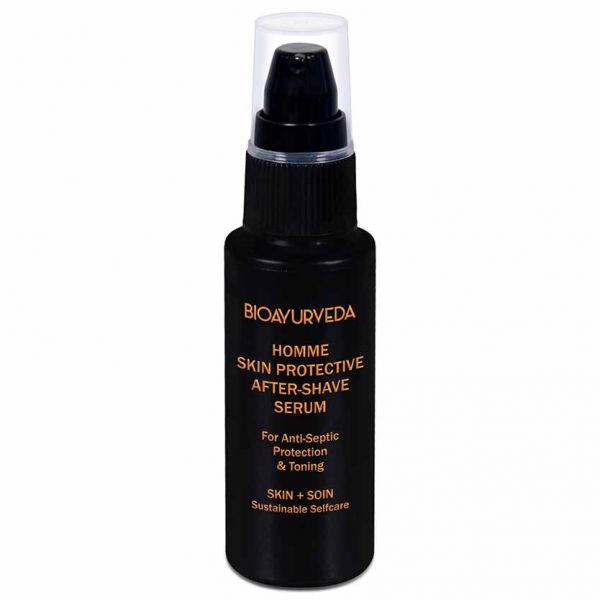 BIOAYURVEDA
HOMME
SKIN PROTECTIVE
AFTER-SHAVE
SERUM
For Anti-Septic
Protection
& Toning
SKIN + SOIN
Sustainable Selfcare